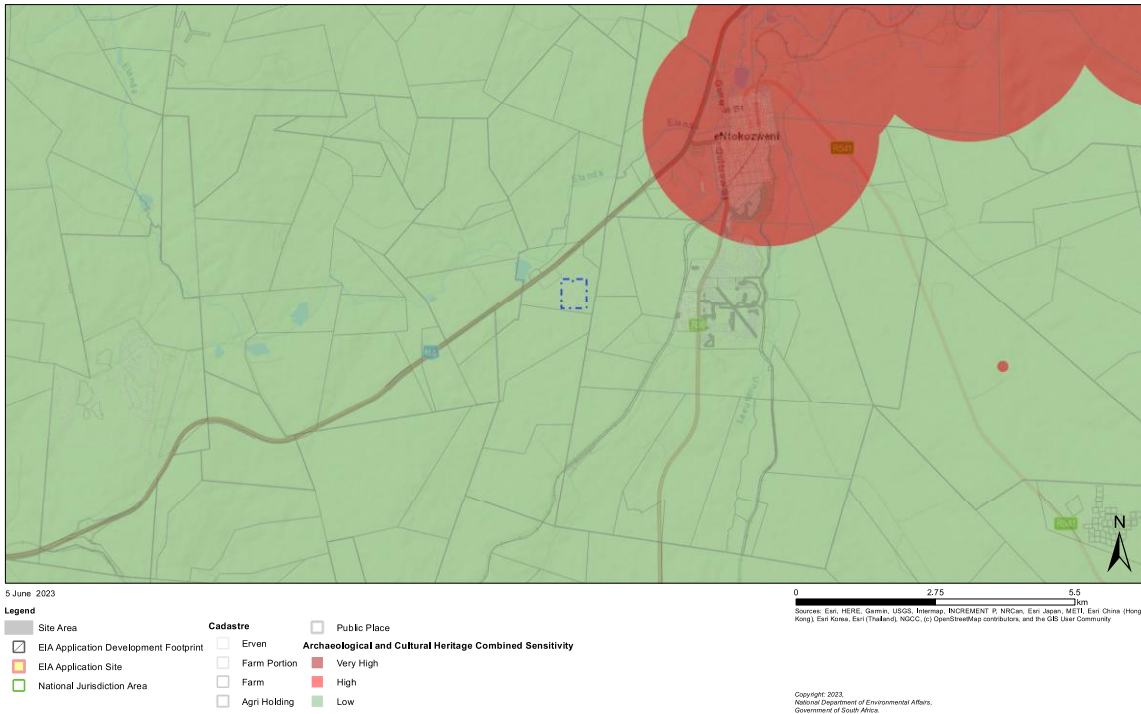 Elands
eNtokozweni
R541
Elands
Elands
N4
R541
5 June 2023
Legend
Site Area
EIA Application Development Footprint
EIA Application Site
National Jurisdiction Area
Cadastre
Erven
Farm Portion
Farm
Agri Holding
Public Place
Archaeological and Cultural Heritage Combined Sensitivity
Very High
High
Low
N
0 2.75 5.5
km
Sources: Esri, HERE, Garmin, USGS, Intermap, INCREMENT P, NRCan, Esri Japan, METI, Esri China (Hong
Kong), Esri Korea, Esri (Thailand), NGCC, (c) OpenStreetMap contributors, and the GIS User Community
Copyright: 2023,
National Department of Environmental Affairs,
Government of South Africa.